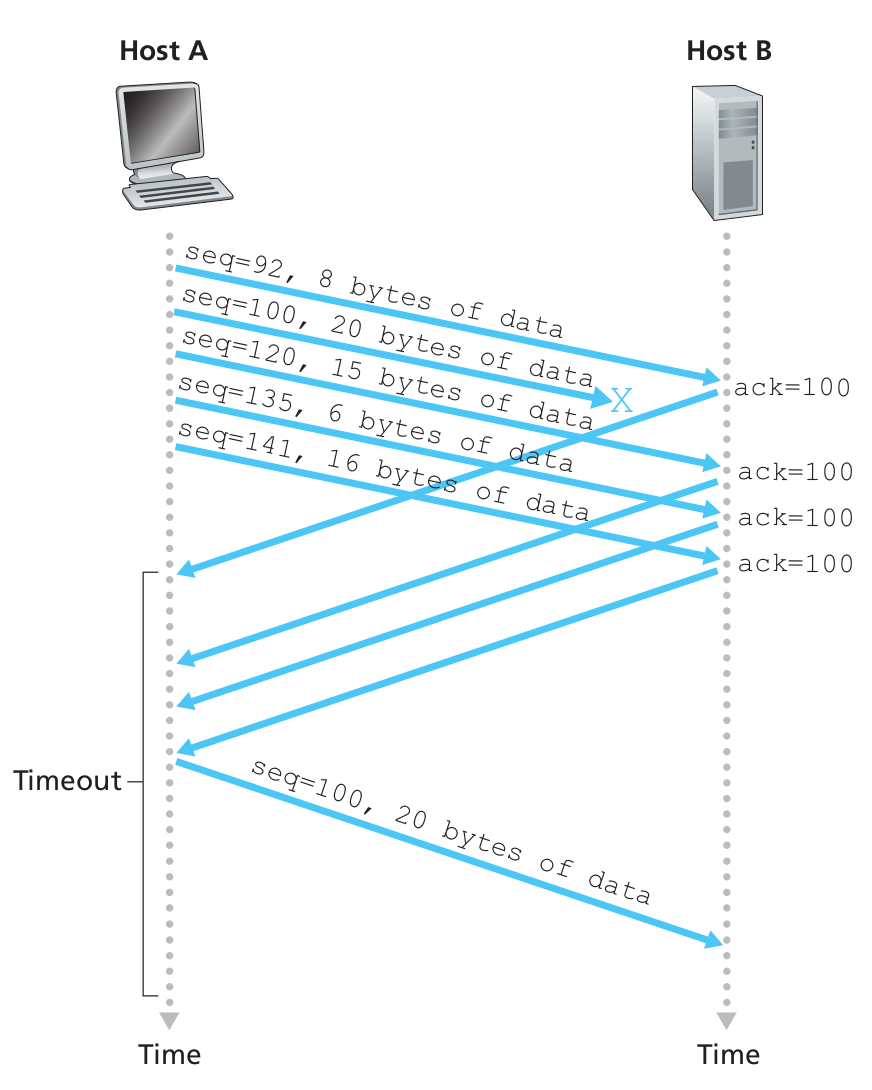 Host A
Host B
seq=92, 8 bytes of data
seq=100, 20 bytes of data
seq=120, 15 bytes of data
seq=135, 6 bytes of data
seq=141, 16 bytes of data
X
ack=100
ack=100
ack=100
ack=100
Timeout
seq=100, 20 bytes of data
Time
Time